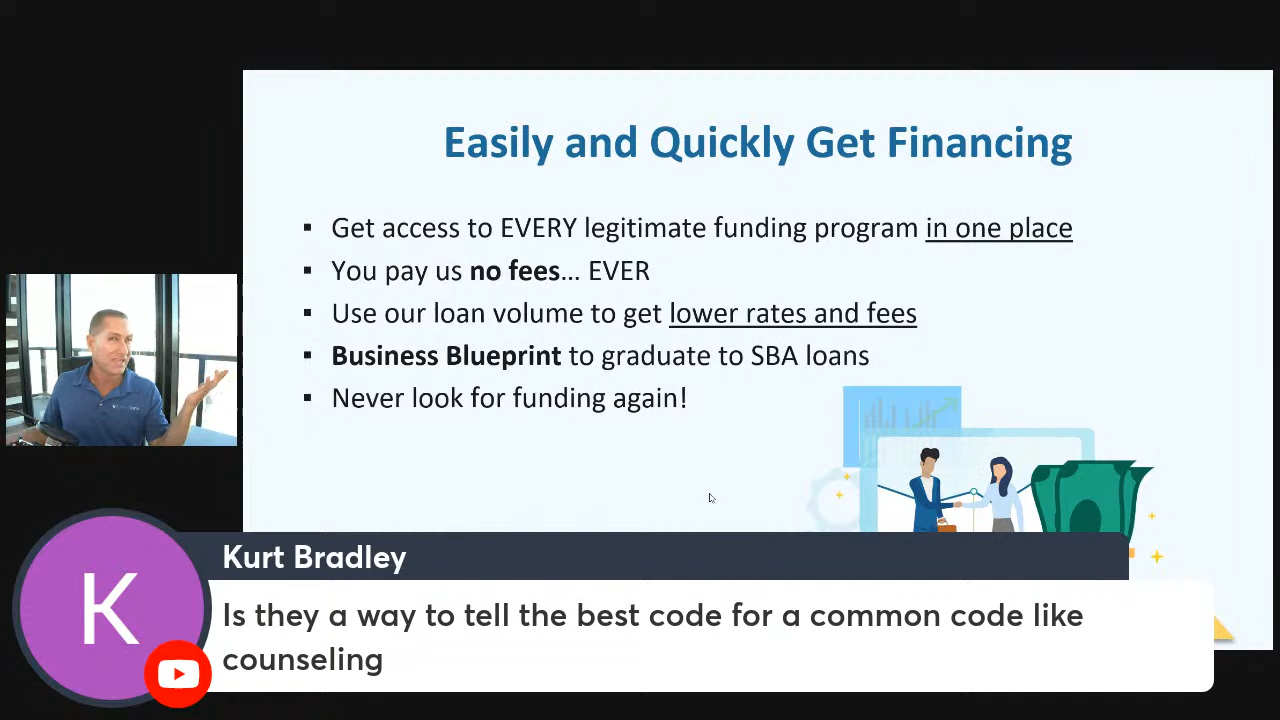 Easily and Quickly Get Financing
▪ Get access to EVERY legitimate funding program in one place
▪ You pay us no fees... EVER
▪ Use our loan volume to get lower rates and fees
▪ Business Blueprint to graduate to SBA loans
▪ Never look for funding again!
K
Kurt Bradley
Is they a way to tell the best code for a common code like
counseling